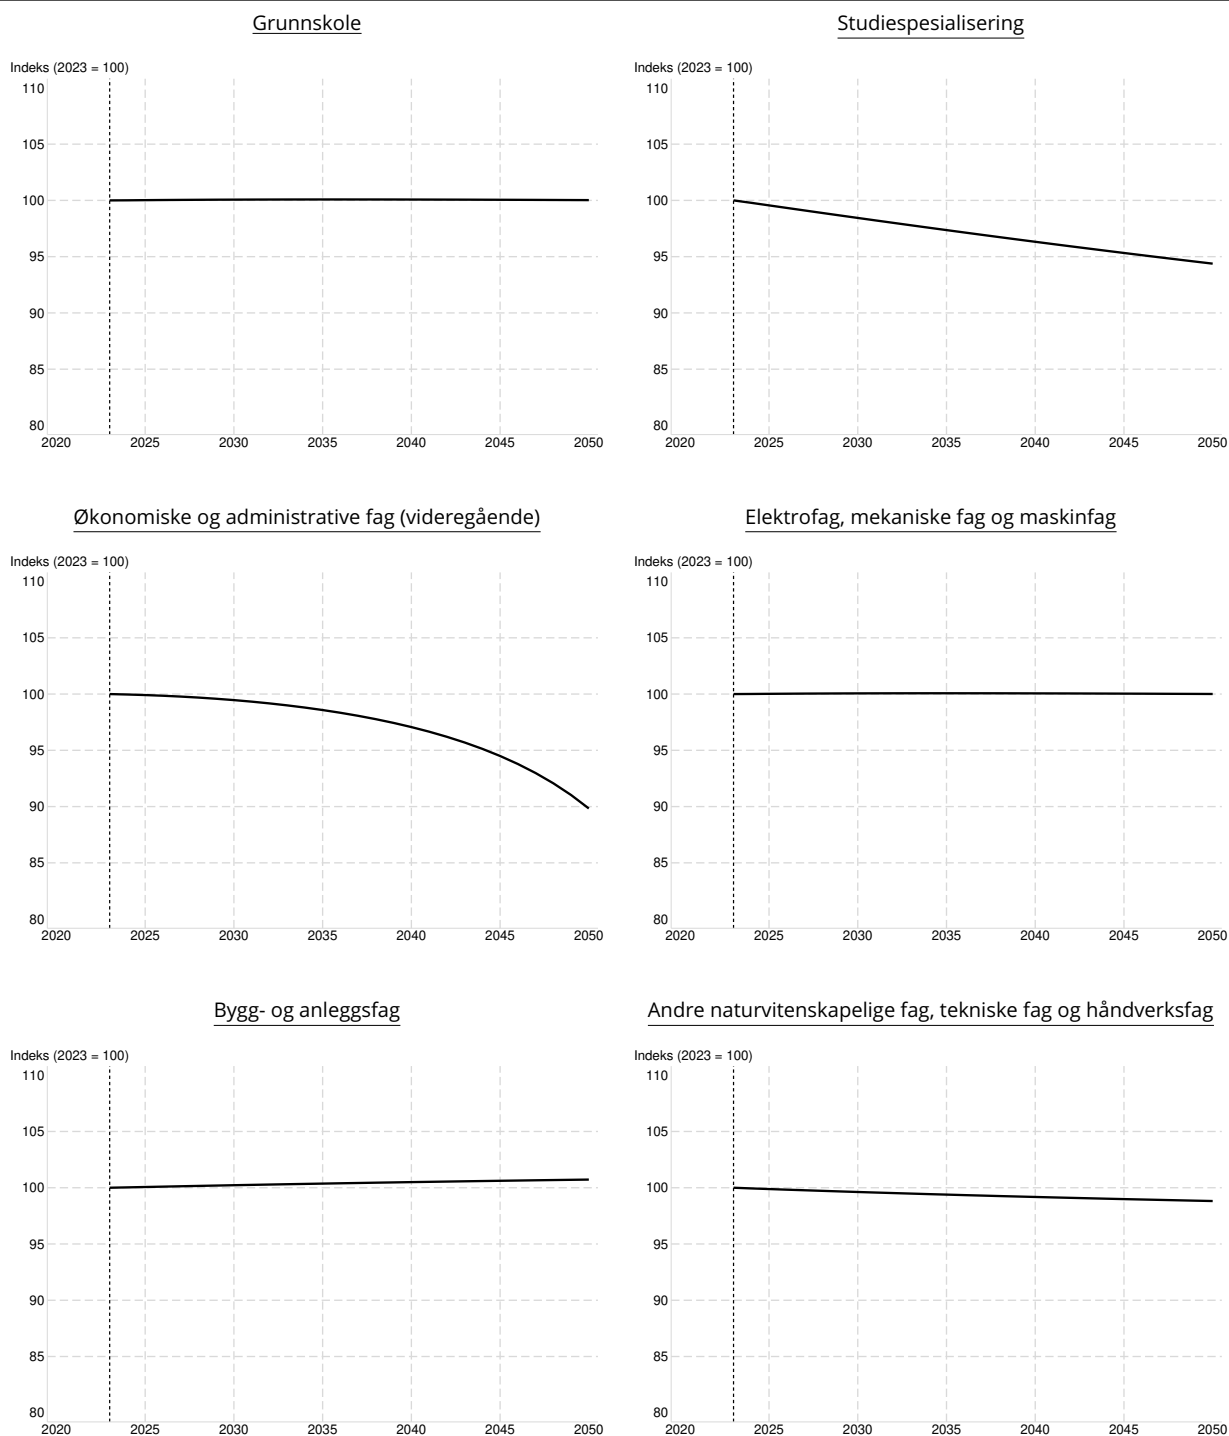 Grunnskole
Indeks (2023 = 100)
110
105
100
95
90
85
80
2020 2025 2030 2035 2040 2045 2050
Studiespesialisering
Indeks (2023 = 100)
110
105
100
95
90
85
80
2020 2025 2030 2035 2040 2045 2050
Økonomiske og administrative fag (videregående)
Indeks (2023 = 100)
110
105
100
95
90
85
80
2020 2025 2030 2035 2040 2045 2050
Elektrofag, mekaniske fag og maskinfag
Indeks (2023 = 100)
110
105
100
95
90
85
80
2020 2025 2030 2035 2040 2045 2050
Bygg- og anleggsfag
Indeks (2023 = 100)
110
105
100
95
90
85
80
2020 2025 2030 2035 2040 2045 2050
Andre naturvitenskapelige fag, tekniske fag og håndverksfag
Indeks (2023 = 100)
110
105
100
95
90
85
80
2020 2025 2030 2035 2040 2045 2050